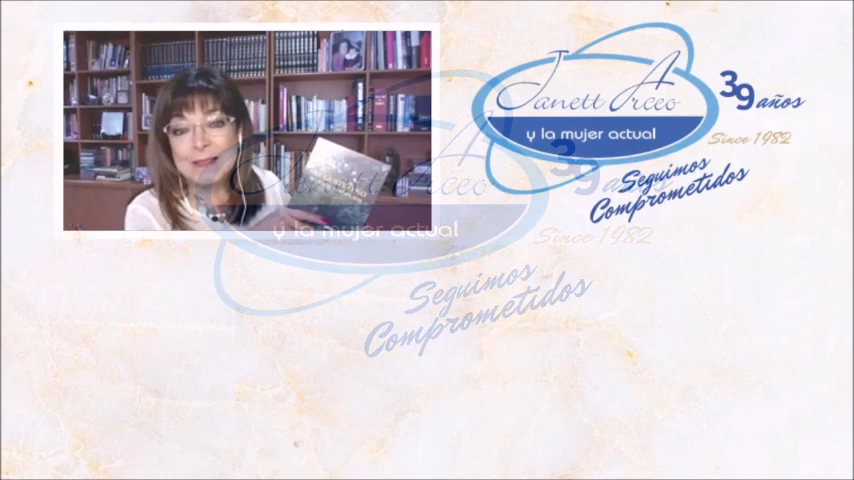 Janett Arceo
y la mujer actual
39 años
Since 1982
Seguimos
Comprometidos
Janett Arceo
y la mujer actual
39 años
Since 1982
Seguimos
Comprometidos